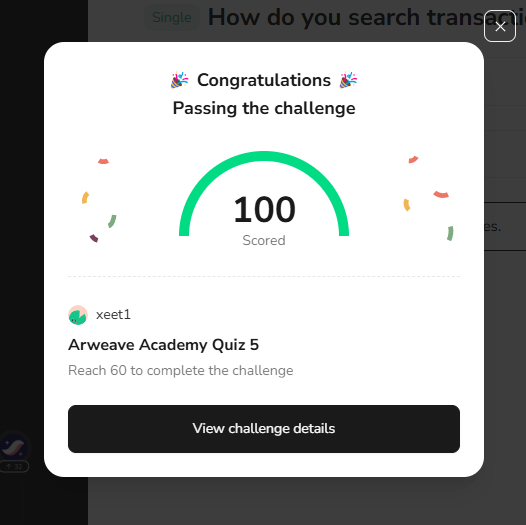 Single How do you search transacti
Congratulations
Passing the challenge
100
Scored
es.
xeet1
Arweave Academy Quiz 5
Reach 60 to complete the challenge
View challenge details